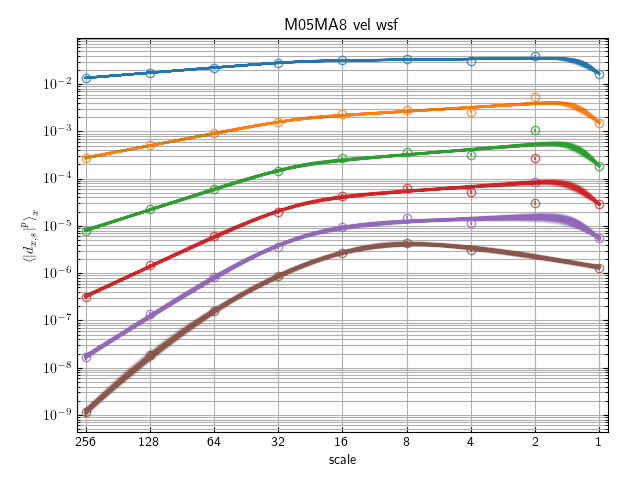 M05MA8 vel wsf
10⁻²
10⁻³
10⁻⁴
10⁻⁵
10⁻⁶
10⁻⁷
10⁻⁸
10⁻⁹
⟨|d_{x,s}|^p⟩_x
256 128 64 32 16 8 4 2 1
scale